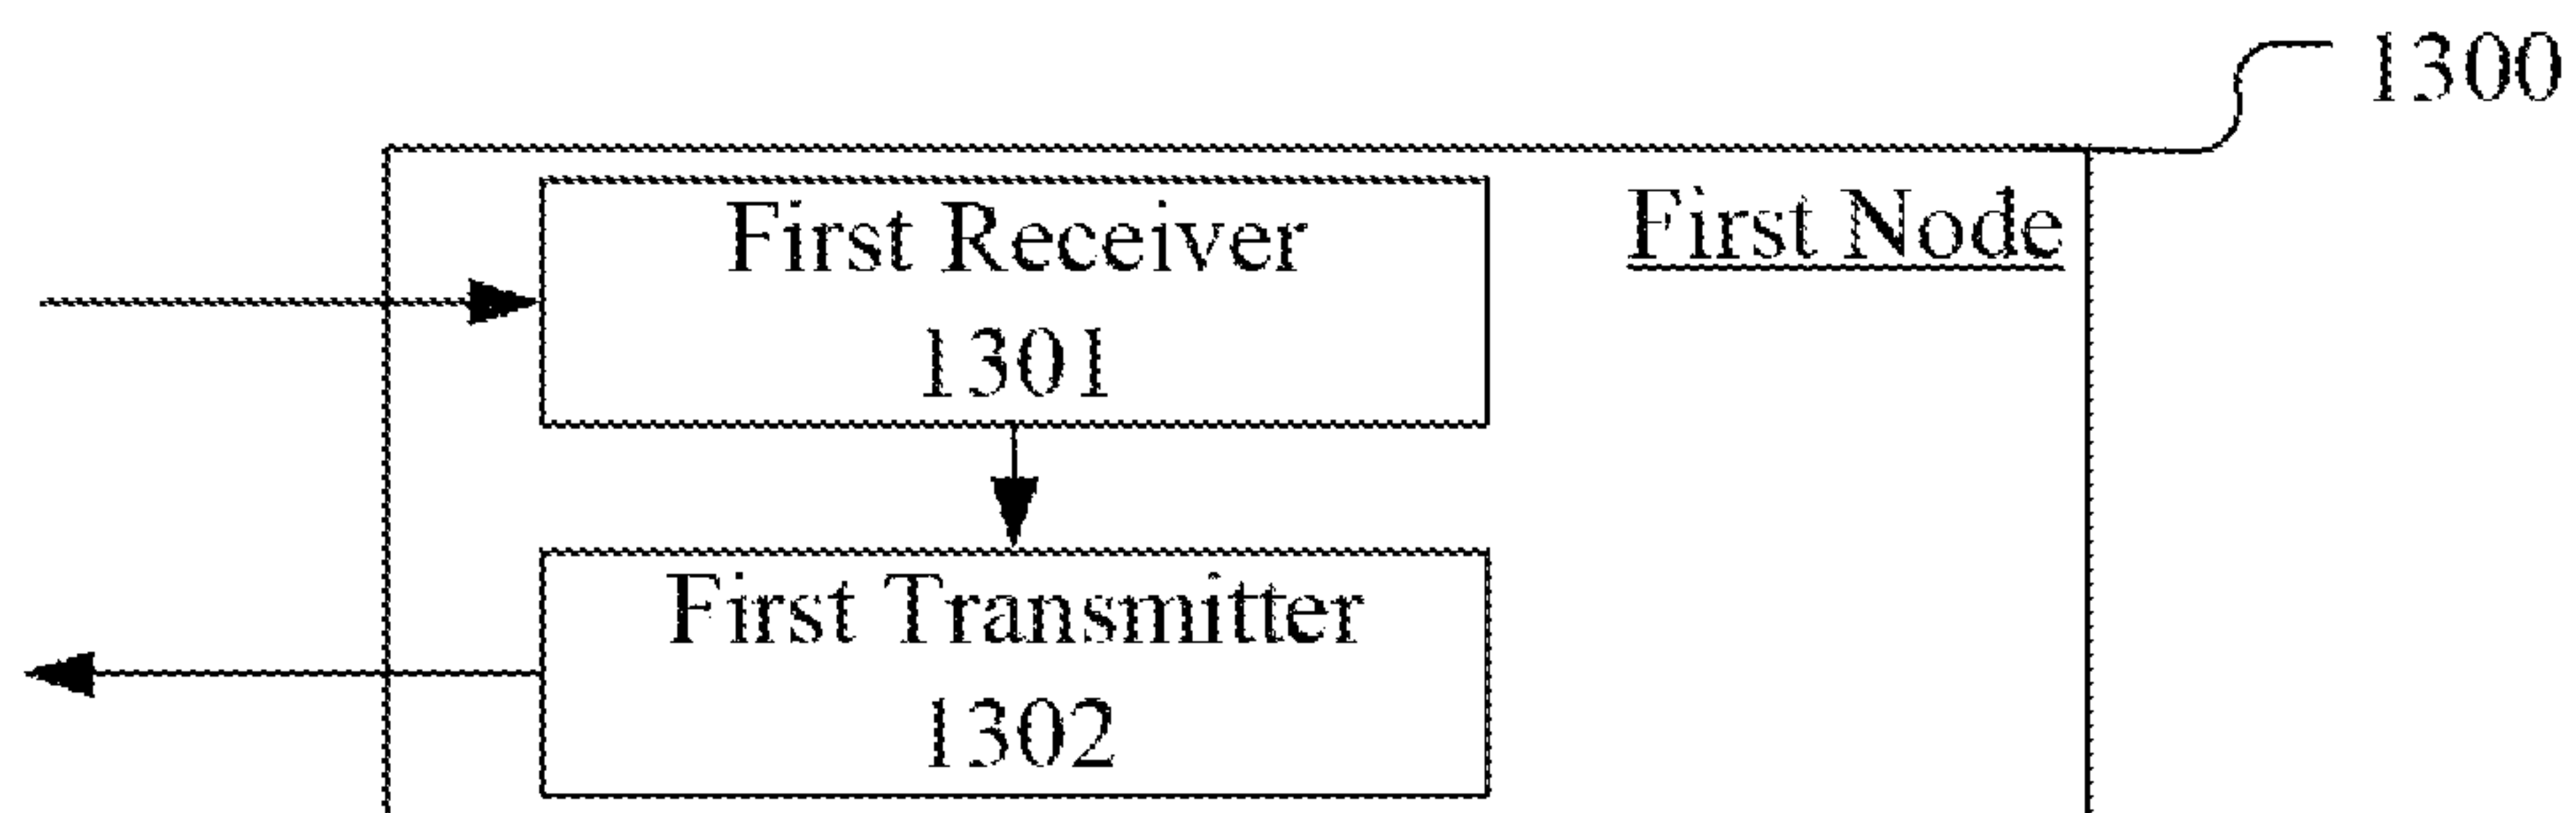 1300
First Receiver
1301
First Node
First Transmitter
1302